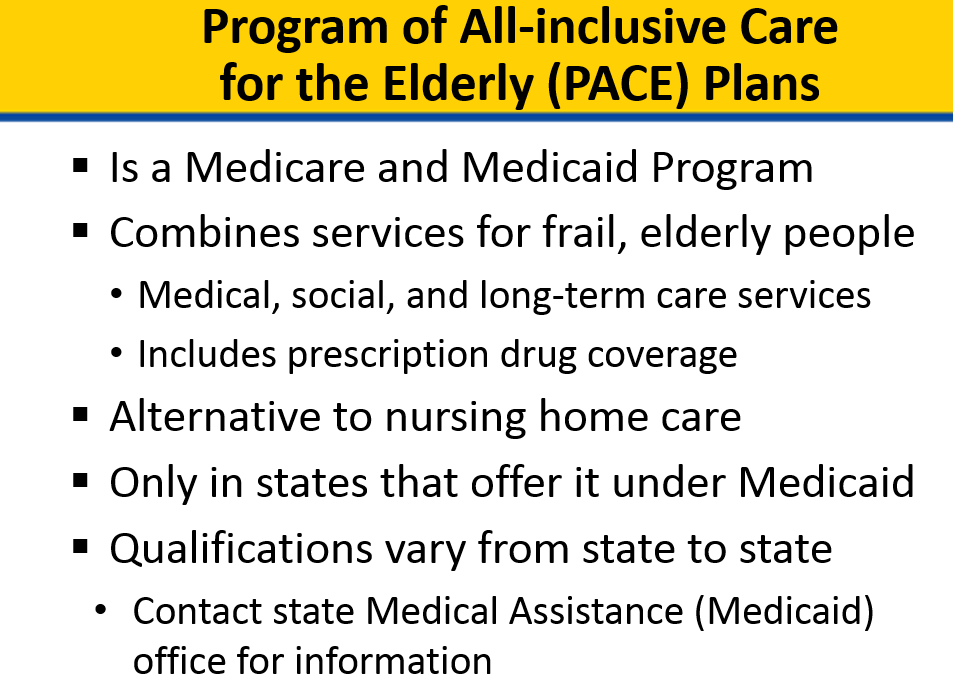 Program of All-inclusive Care
for the Elderly (PACE) Plans
▪ Is a Medicare and Medicaid Program
▪ Combines services for frail, elderly people
• Medical, social, and long-term care services
• Includes prescription drug coverage
▪ Alternative to nursing home care
▪ Only in states that offer it under Medicaid
▪ Qualifications vary from state to state
• Contact state Medical Assistance (Medicaid)
office for information